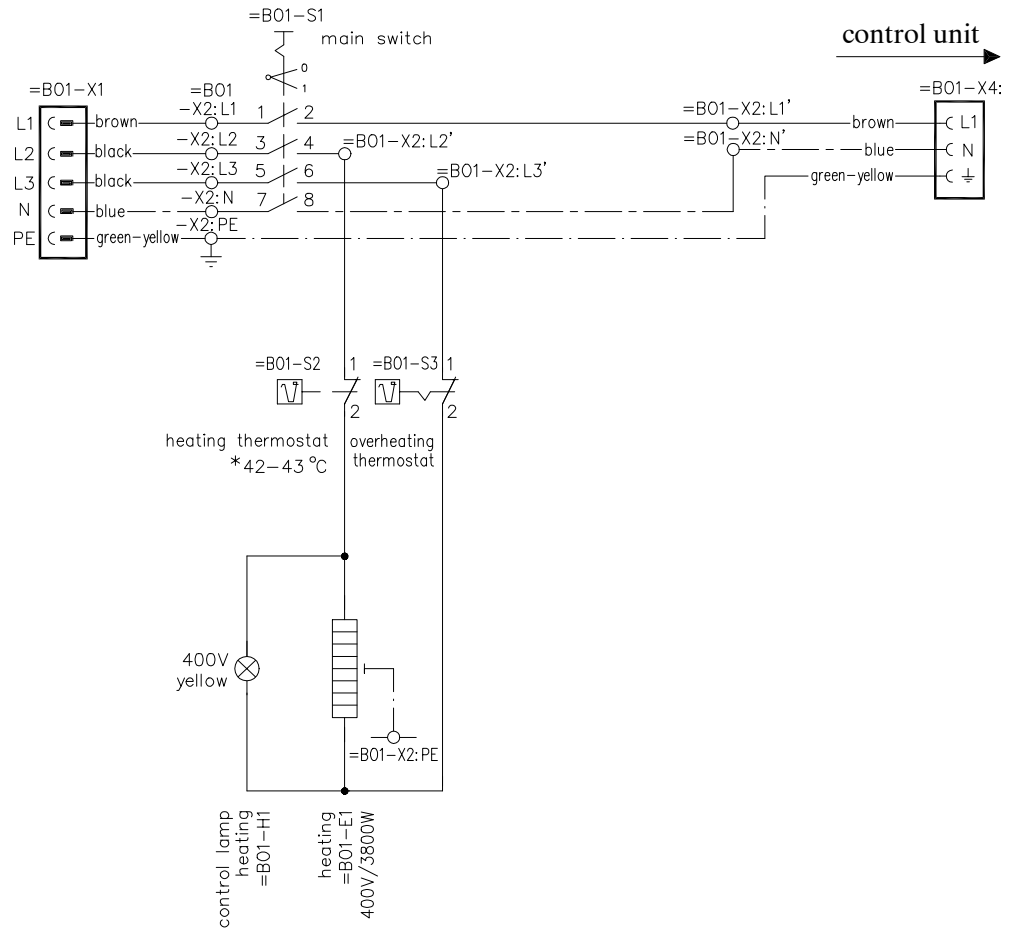 =B01-S1
main switch
control unit
0
1
=B01-X1
=B01
=B01-X4:
L1
brown
-X2:L1
1
2
=B01-X2:L1'
brown
L1
L2
black
-X2:L2
3
4
=B01-X2:L2'
=B01-X2:N'
blue
N
L3
black
-X2:L3
5
6
=B01-X2:L3'
green-yellow
N
blue
-X2:N
7
8
PE
green-yellow
-X2:PE
=B01-S2
1
=B01-S3
1
2
2
heating thermostat
*42-43°C
overheating
thermostat
400V
yellow
=B01-X2:PE
control lamp
heating
=B01-H1
heating
=B01-E1
400V/3800W